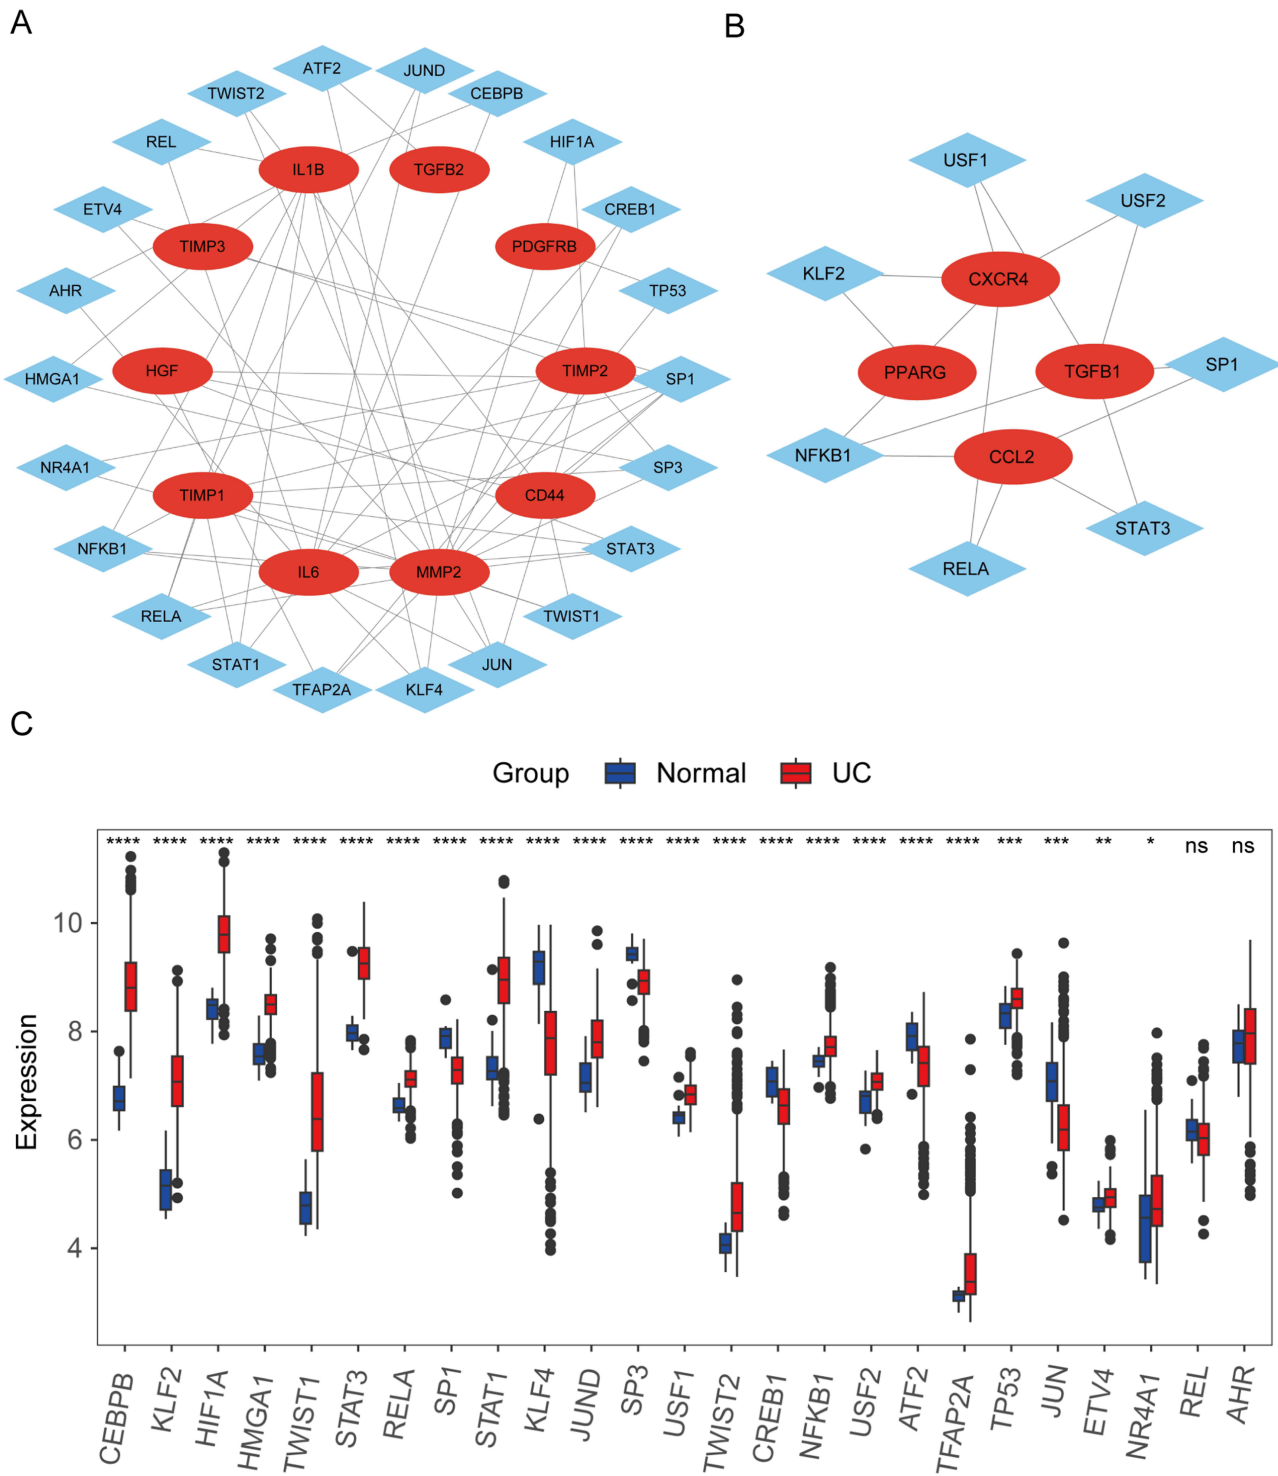 A
B
ATF2
JUND
TWIST2
CEBPB
REL
HIF1A
IL1B
TGFB2
ETV4
CREB1
TIMP3
PDGFRB
AHR
TP53
HGF
TIMP2
HMGA1
SP1
NR4A1
SP3
TIMP1
CD44
NFKB1
STAT3
IL6
MMP2
RELA
TWIST1
STAT1
JUN
TFAP2A
KLF4
USF1
USF2
KLF2
CXCR4
PPARG
TGFB1
SP1
NFKB1
CCL2
STAT3
RELA
C
Group Normal UC
**** **** **** **** **** **** **** **** **** **** **** **** **** **** **** **** **** **** **** *** *** ** * ns ns
Expression
10
8
6
4
CEBPB KLF2 HIF1A HMGA1 TWIST1 STAT3 RELA SP1 STAT1 KLF4 JUND SP3 USF1 TWIST2 CREB1 NFKB1 USF2 ATF2 TFAP2A TP53 JUN ETV4 NR4A1 REL AHR